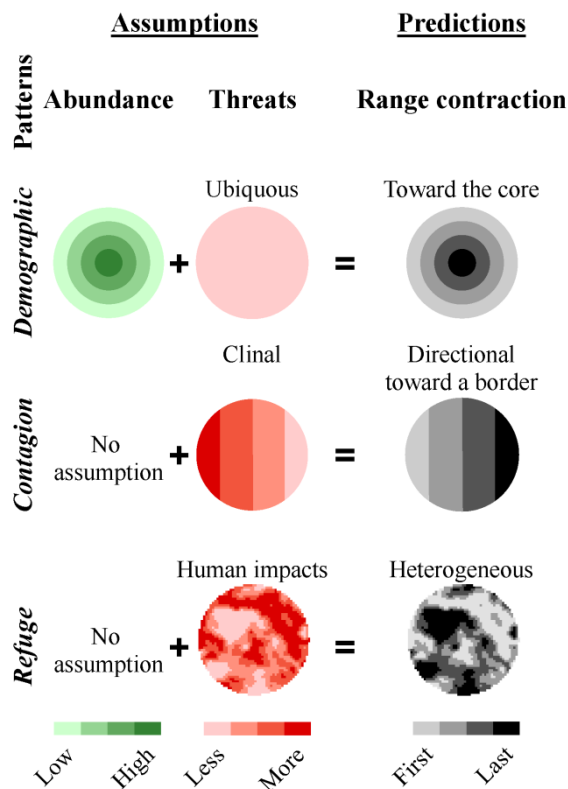 Assumptions Predictions
Patterns
Abundance Threats Range contraction
Ubiquous Toward the core
Demographic
+ =
Clinal Directional
toward a border
Contagion
No
assumption
+ =
Human impacts Heterogeneous
Refuge
No
assumption
+ =
Low High Less More First Last